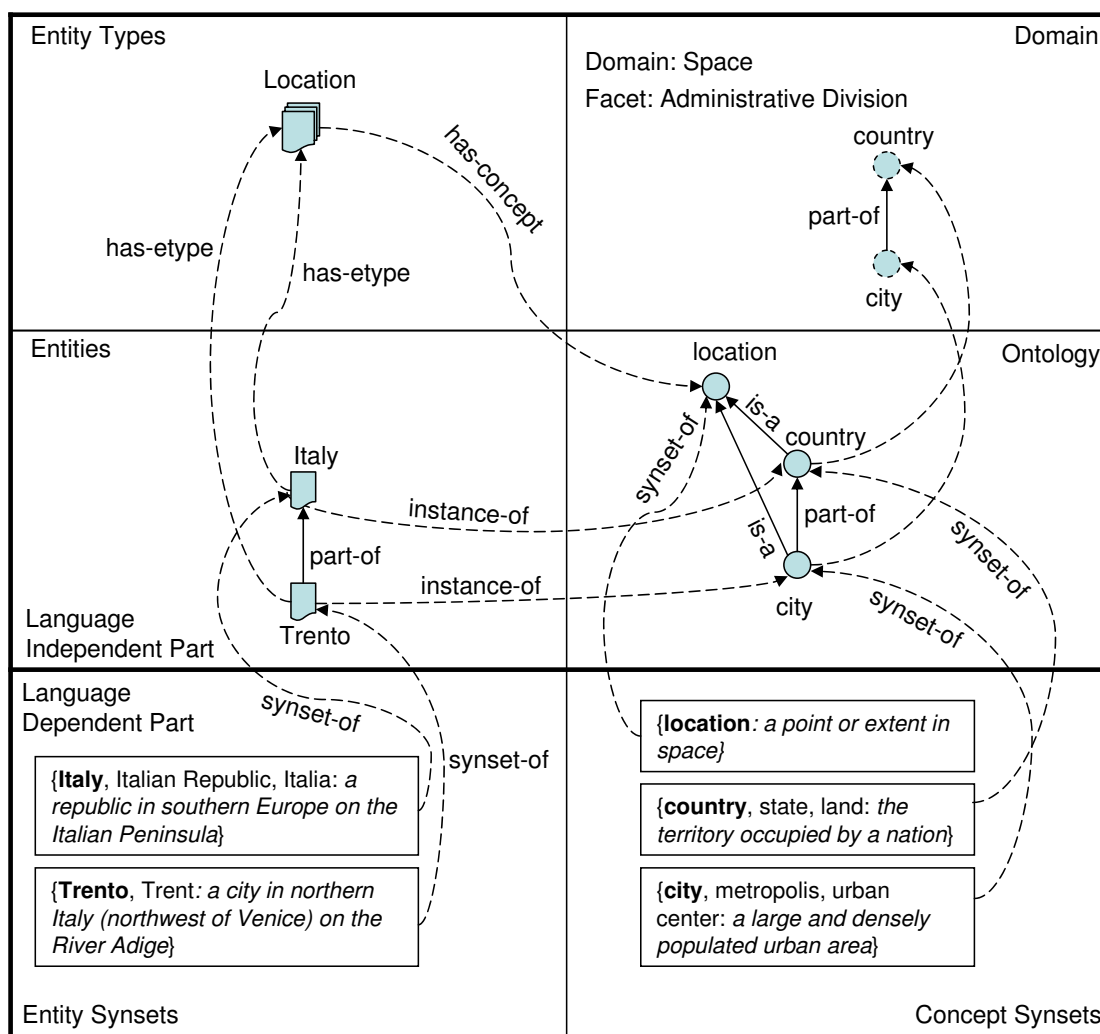 Entity Types
Domain
Domain: Space
Facet: Administrative Division
Location
country
has-concept
part-of
has-etype
has-etype
city
Entities
location
Ontology
is-a
country
synset-of
Italy
instance-of
part-of
is-a
part-of
synset-of
instance-of
Trento
city
synset-of
Language
Independent Part
Language
Dependent Part
synset-of
synset-of
{location: a point or extent in
space}
{Italy, Italian Republic, Italia: a
republic in southern Europe on the
Italian Peninsula}
{country, state, land: the
territory occupied by a nation}
{Trento, Trent: a city in northern
Italy (northwest of Venice) on the
River Adige}
{city, metropolis, urban
center: a large and densely
populated urban area}
Entity Synsets
Concept Synsets